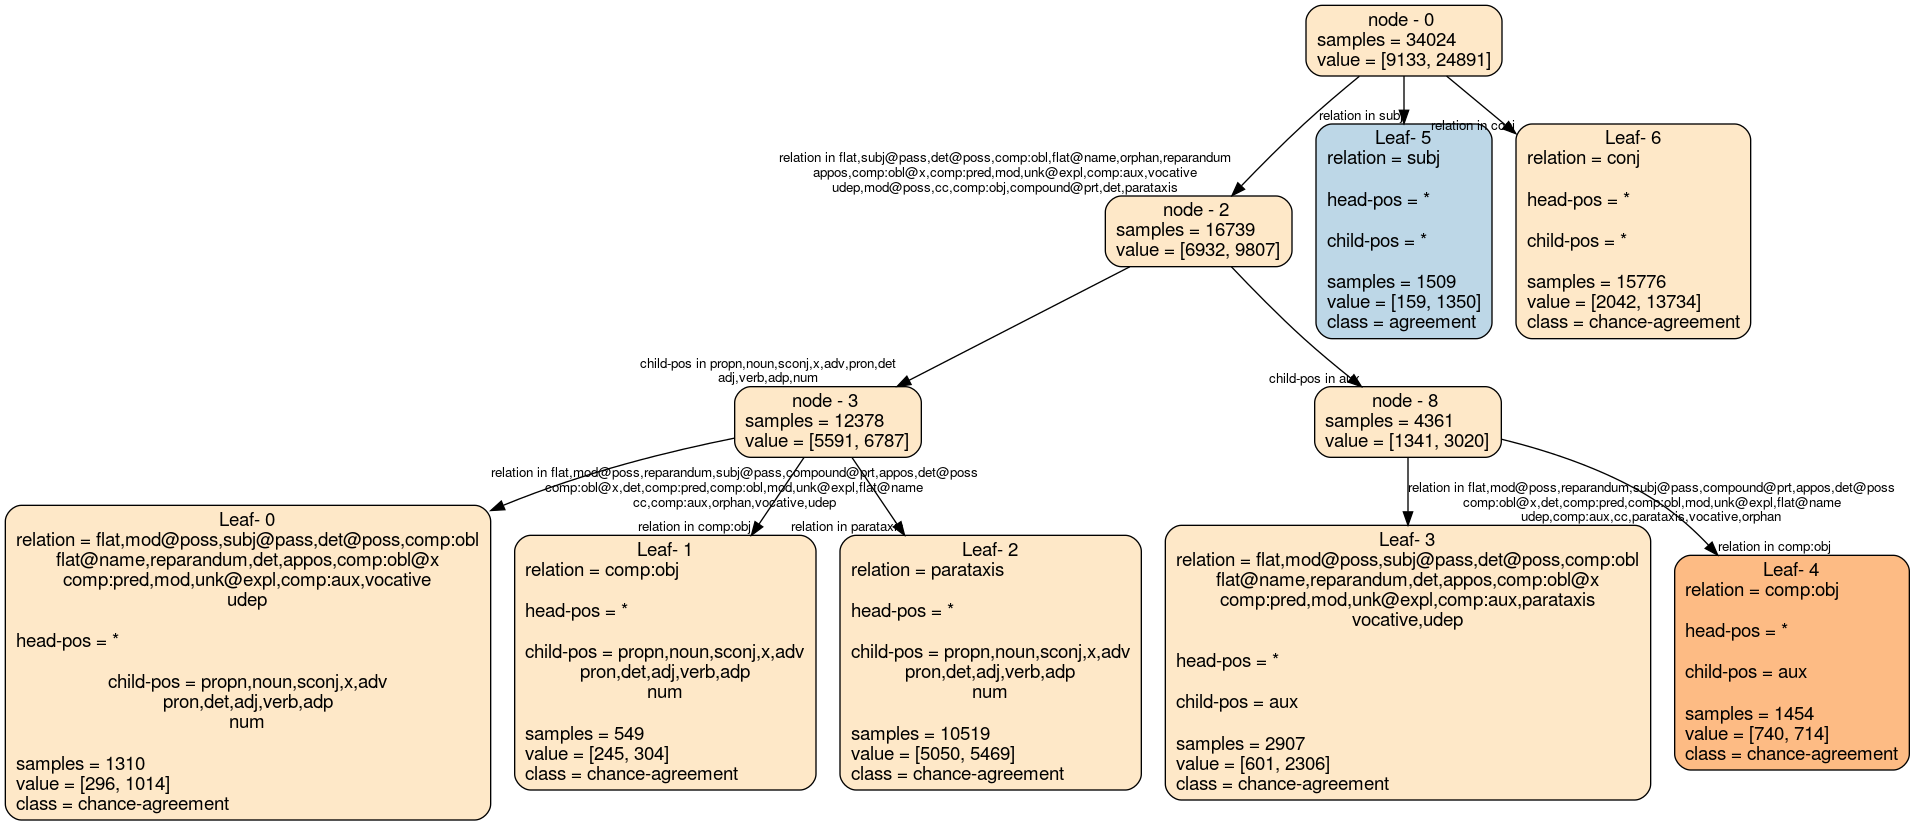 node - 0
samples = 34024
value = [9133, 24891]
relation in subj
relation in conj
relation in flat,subj@pass,det@poss,comp:obl,flat@name,orphan,reparandum
appos,comp:obl@x,comp:pred,mod,unk@expl,comp:aux,vocative
udep,mod@poss,cc,comp:obj,compound@prt,det,parataxis
node - 2
samples = 16739
value = [6932, 9807]
Leaf- 5
relation = subj
head-pos = *
child-pos = *
samples = 1509
value = [159, 1350]
class = agreement
Leaf- 6
relation = conj
head-pos = *
child-pos = *
samples = 15776
value = [2042, 13734]
class = chance-agreement
child-pos in propn,noun,sconj,x,adv,pron,det
adj,verb,adp,num
child-pos in aux
node - 3
samples = 12378
value = [5591, 6787]
node - 8
samples = 4361
value = [1341, 3020]
relation in flat,mod@poss,reparandum,subj@pass,compound@prt,appos,det@poss
comp:obl@x,det,comp:pred,comp:obl,mod,unk@expl,flat@name
cc,comp:aux,orphan,vocative,udep
relation in comp:obj
relation in parataxis
relation in flat,mod@poss,reparandum,subj@pass,compound@prt,appos,det@poss
comp:obl@x,det,comp:pred,comp:obl,mod,unk@expl,flat@name
udep,comp:aux,cc,parataxis,vocative,orphan
relation in comp:obj
Leaf- 0
relation = flat,mod@poss,subj@pass,det@poss,comp:obl
flat@name,reparandum,det,appos,comp:obl@x
comp:pred,mod,unk@expl,comp:aux,vocative
udep
head-pos = *
child-pos = propn,noun,sconj,x,adv
pron,det,adj,verb,adp
num
samples = 1310
value = [296, 1014]
class = chance-agreement
Leaf- 1
relation = comp:obj
head-pos = *
child-pos = propn,noun,sconj,x,adv
pron,det,adj,verb,adp
num
samples = 549
value = [245, 304]
class = chance-agreement
Leaf- 2
relation = parataxis
head-pos = *
child-pos = propn,noun,sconj,x,adv
pron,det,adj,verb,adp
num
samples = 10519
value = [5050, 5469]
class = chance-agreement
Leaf- 3
relation = flat,mod@poss,subj@pass,det@poss,comp:obl
flat@name,reparandum,det,appos,comp:obl@x
comp:pred,mod,unk@expl,comp:aux,parataxis
vocative,udep
head-pos = *
child-pos = aux
samples = 2907
value = [601, 2306]
class = chance-agreement
Leaf- 4
relation = comp:obj
head-pos = *
child-pos = aux
samples = 1454
value = [740, 714]
class = chance-agreement